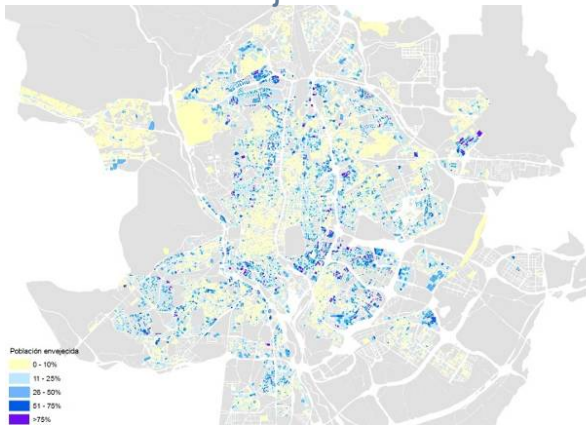 Población envejecida
0 - 10%
11 - 25%
26 - 50%
51 - 75%
>75%